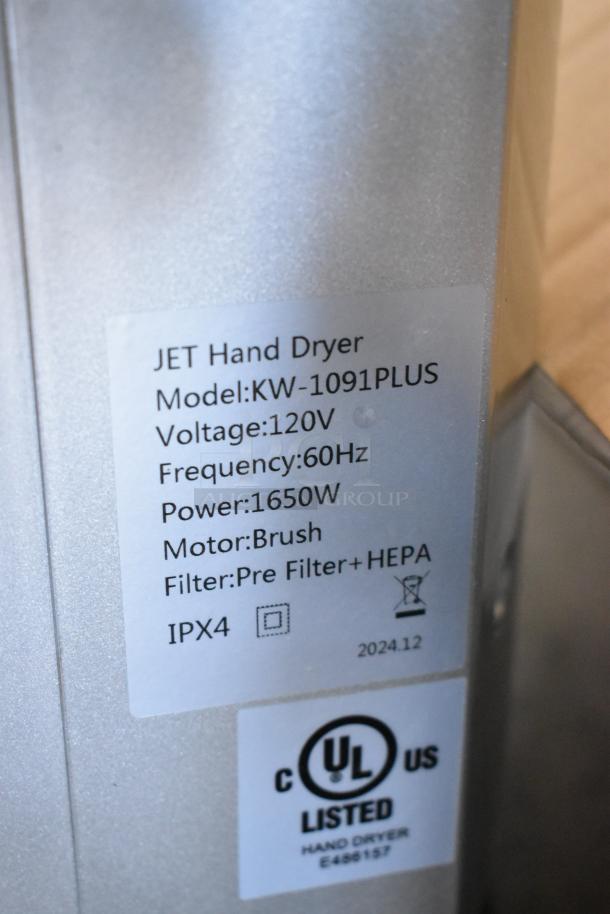 JET Hand Dryer
Model:KW-1091PLUS
Voltage:120V
Frequency:60Hz
Power:1650W
Motor:Brush
Filter:Pre Filter+HEPA
IPX4
2024.12
C UL US
®
LISTED
HAND DRYER
E486157
GROUP